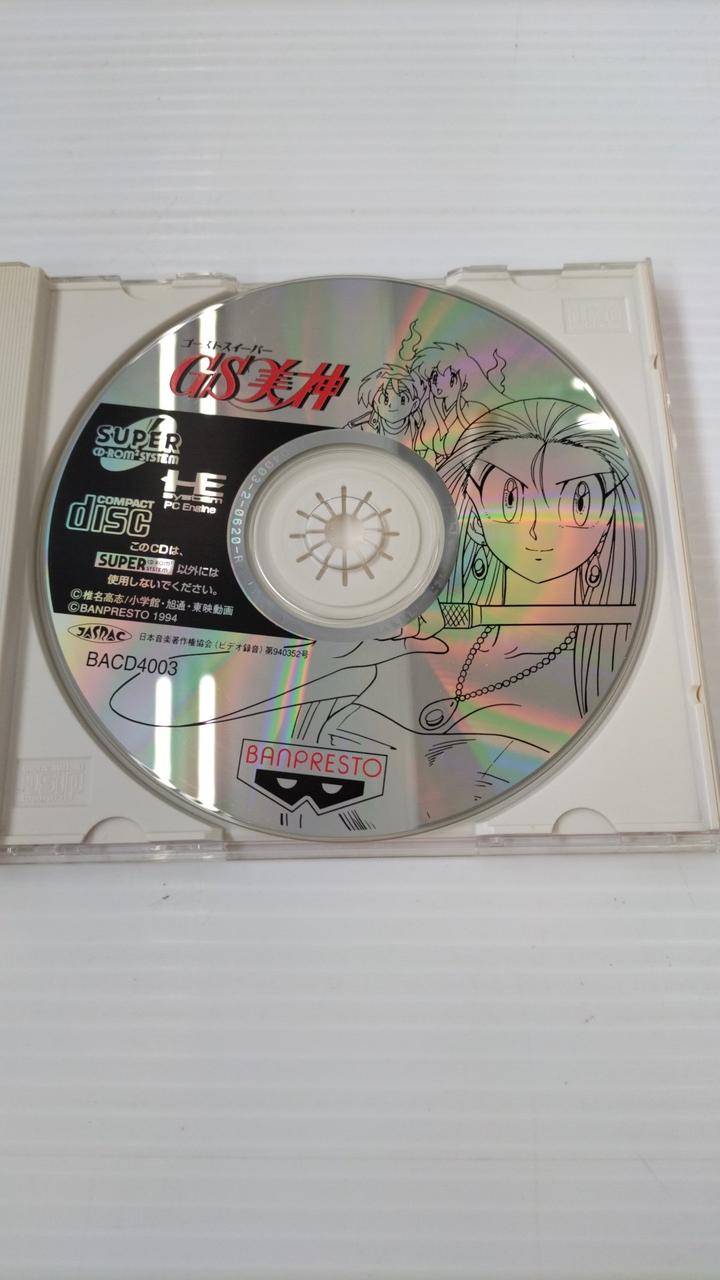 ゴーストスイーパー
GS美神
SUPER
CD-ROM² SYSTEM
HE
system
PC Engine
COMPACT
disc
このCDは、
SUPER CD-ROM² SYSTEM 以外には
使用しないでください。
©椎名高志/小学館・旭通・東映動画
©BANPRESTO 1994
JASRAC
日本音楽著作権協会(ビデオ録音)第940352号
BACD4003
BANPRESTO